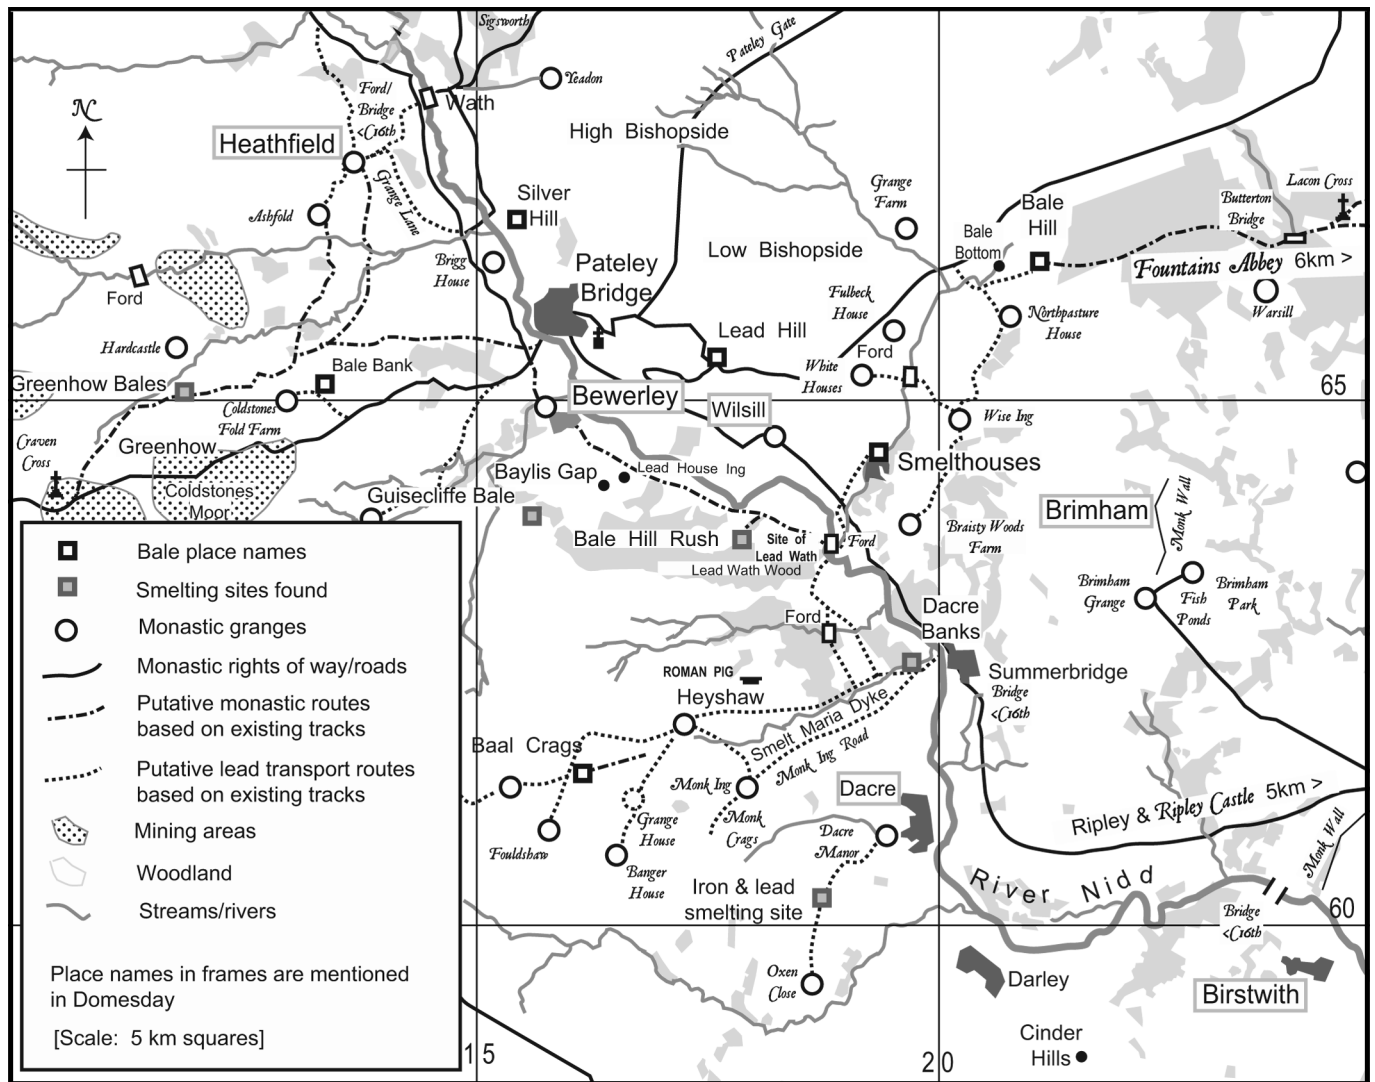 Sigsworth
Pateley Gate
Yeadon
Ford/
Bridge
<C16th
Wath
N
High Bishopside
Heathfield
Grange Lane
Grange
Farm
Lacon Cross
Butterton
Bridge
Silver
Hill
Bale
Hill
Ashfold
Bale
Bottom
Low Bishopside
Brigg
House
Pateley
Bridge
Fountains Abbey 6km >
Ford
Fulbeck
House
Northpasture
House
Warsill
Lead Hill
Hardcastle
Ford
Bale Bank
White
Houses
Greenhow Bales
65
Bewerley
Coldstones
Fold Farm
Wilsill
Wise Ing
Craven
Cross
Greenhow
Baylis Gap
Lead House Ing
Smelthouses
Coldstones
Moor
Guisecliffe Bale
Brimham
Monk Wall
Bale Hill Rush
Site of
Lead Wath
Ford
Braisty Woods
Farm
Lead Wath Wood
Brimham
Grange
Fish
Ponds
Brimham
Park
Ford
Dacre
Banks
Summerbridge
Bridge
<C16th
ROMAN PIG
Heyshaw
Smelt Maria Dyke
Monk Ing Road
Baal Crags
Monk Ing
Monk
Crags
Dacre
Grange
House
Dacre
Manor
Ripley & Ripley Castle 5km >
Monk Wall
Fouldshaw
Banger
House
Iron & lead
smelting site
River Nidd
60
Bridge
<C16th
Oxen
Close
Darley
Birstwith
Cinder
Hills
15
20
Bale place names
Smelting sites found
Monastic granges
Monastic rights of way/roads
Putative monastic routes
based on existing tracks
Putative lead transport routes
based on existing tracks
Mining areas
Woodland
Streams/rivers
Place names in frames are mentioned
in Domesday
[Scale: 5 km squares]